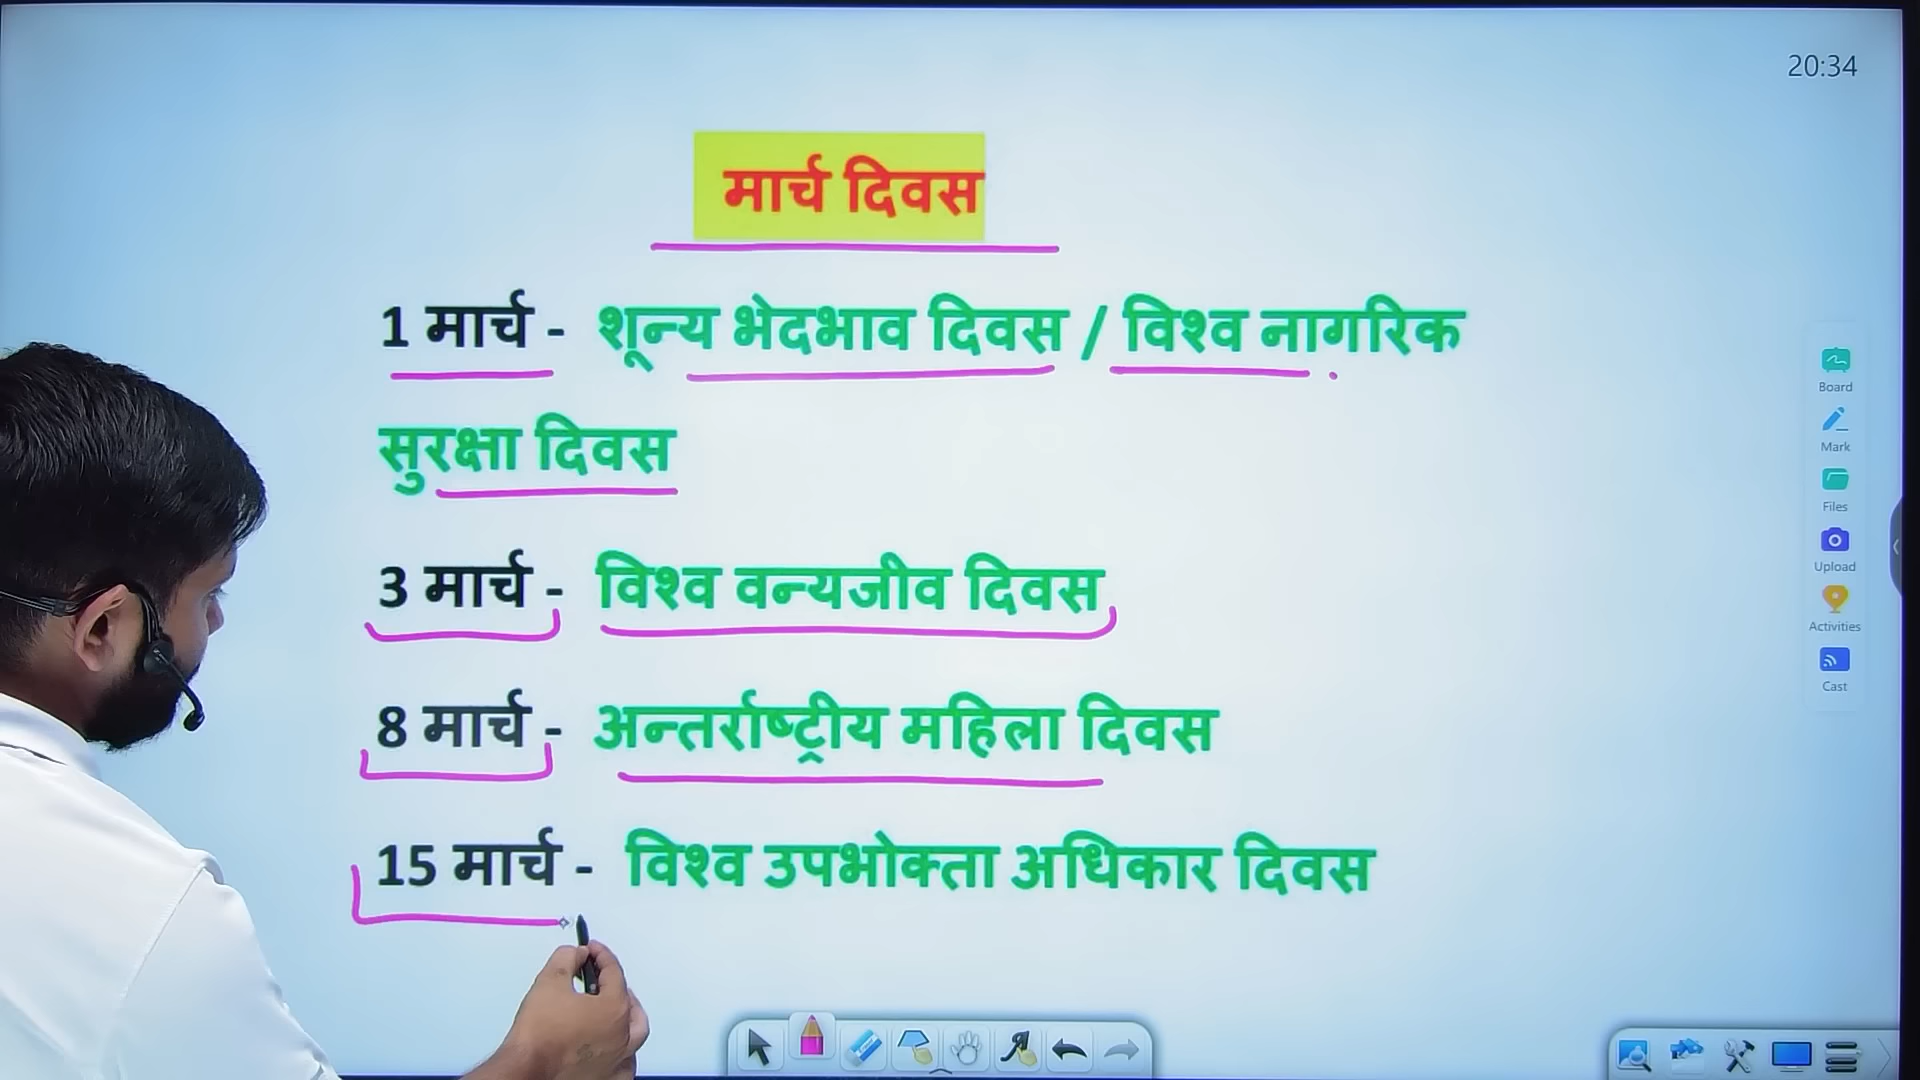 20:34
मार्च दिवस
1 मार्च - शून्य भेदभाव दिवस / विश्व नागरिक
सुरक्षा दिवस
3 मार्च - विश्व वन्यजीव दिवस
8 मार्च - अन्तर्राष्ट्रीय महिला दिवस
15 मार्च - विश्व उपभोक्ता अधिकार दिवस
Board
Mark
Files
Upload
Activities
Cast